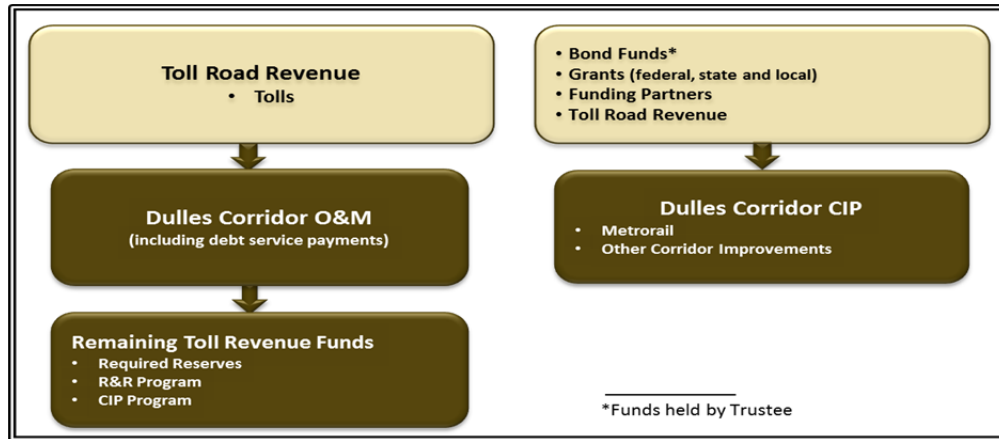 Toll Road Revenue
• Tolls
Dulles Corridor O&M
(including debt service payments)
Remaining Toll Revenue Funds
• Required Reserves
• R&R Program
• CIP Program
• Bond Funds*
• Grants (federal, state and local)
• Funding Partners
• Toll Road Revenue
Dulles Corridor CIP
• Metrorail
• Other Corridor Improvements
*Funds held by Trustee